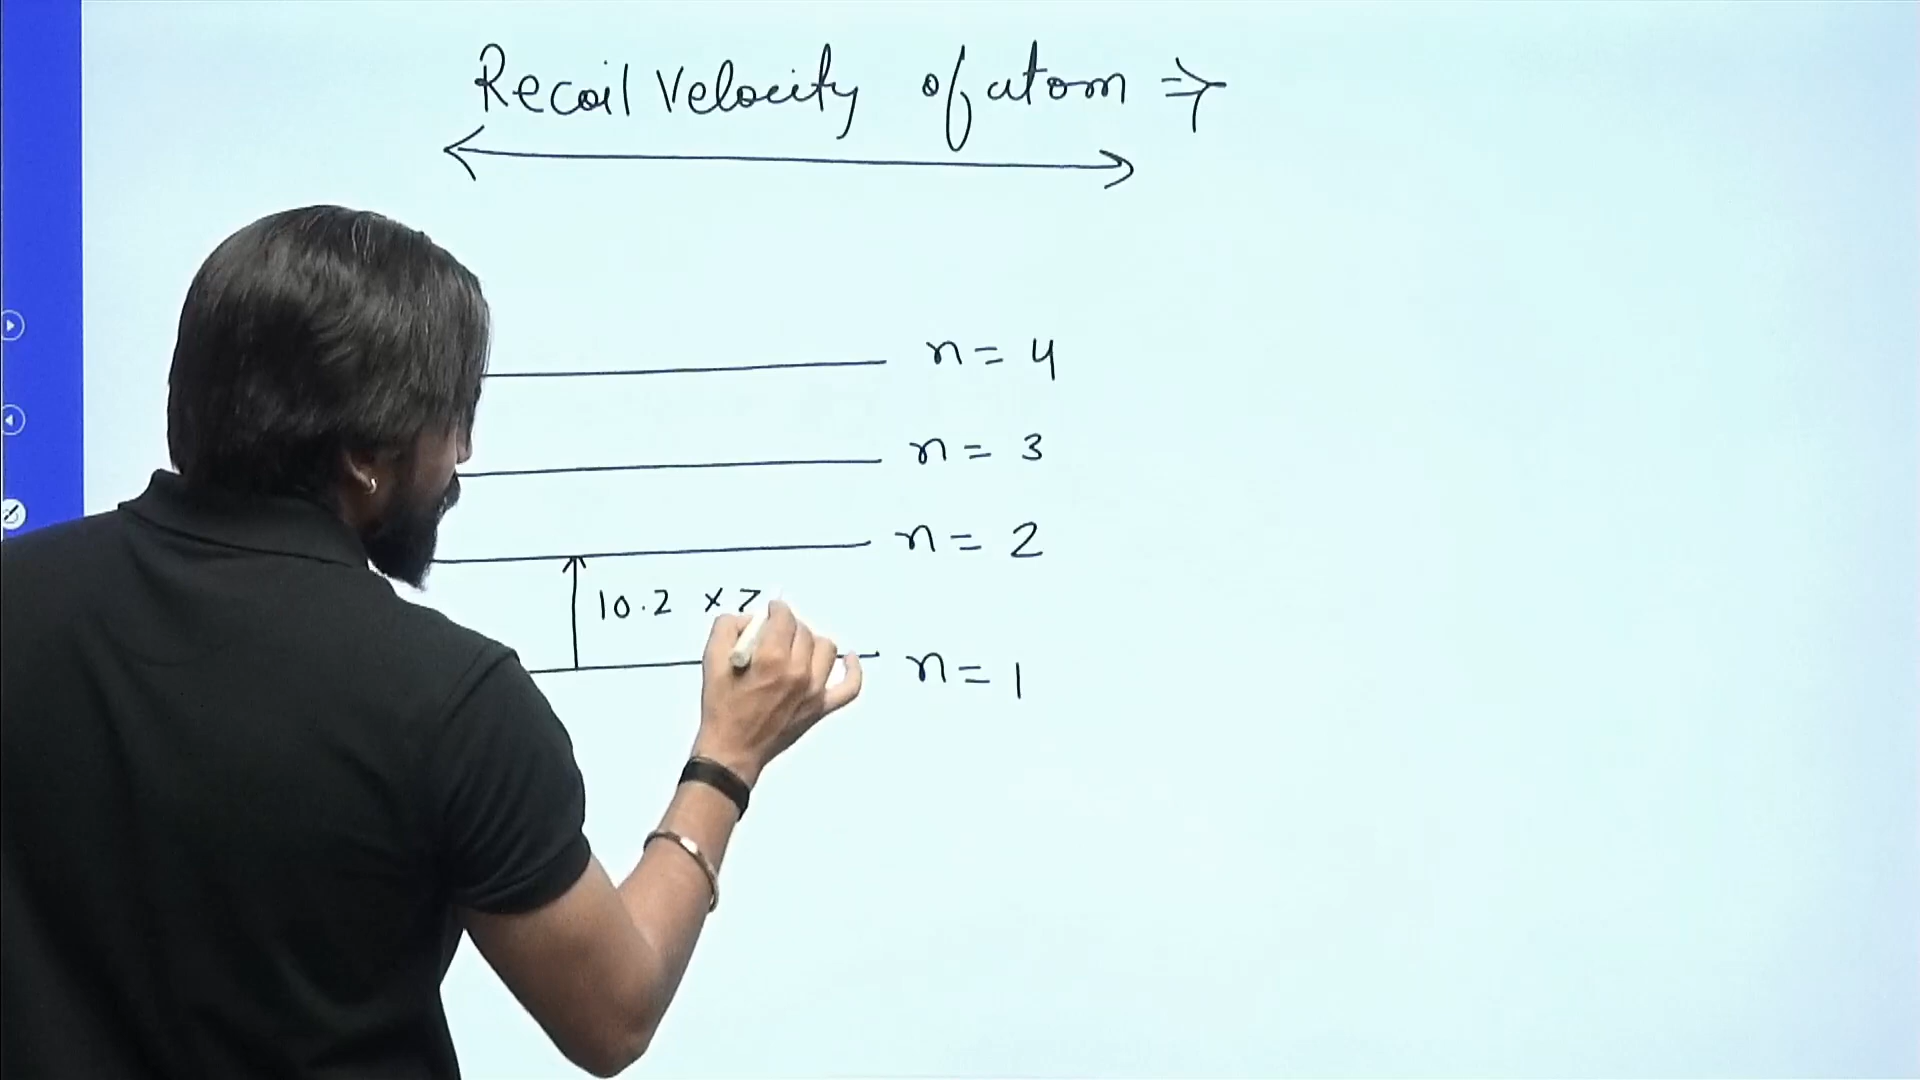 Recoil Velocity of atom ⇒
n = 4
n = 3
n = 2
10.2 × Z
n = 1